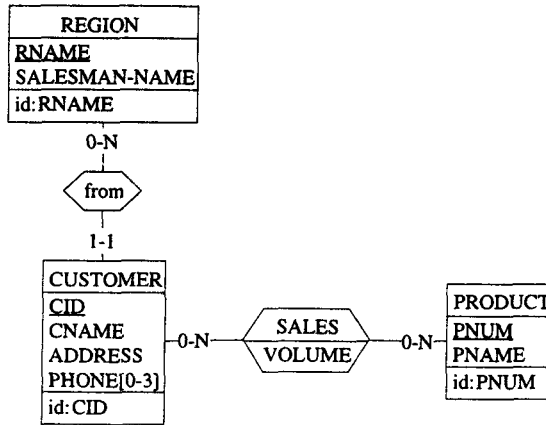 REGION
RNAME
SALESMAN-NAME
id:RNAME
0-N
from
1-1
CUSTOMER
CID
CNAME
ADDRESS
PHONE[0-3]
id:CID
0-N
SALES
VOLUME
0-N
PRODUCT
PNUM
PNAME
id:PNUM